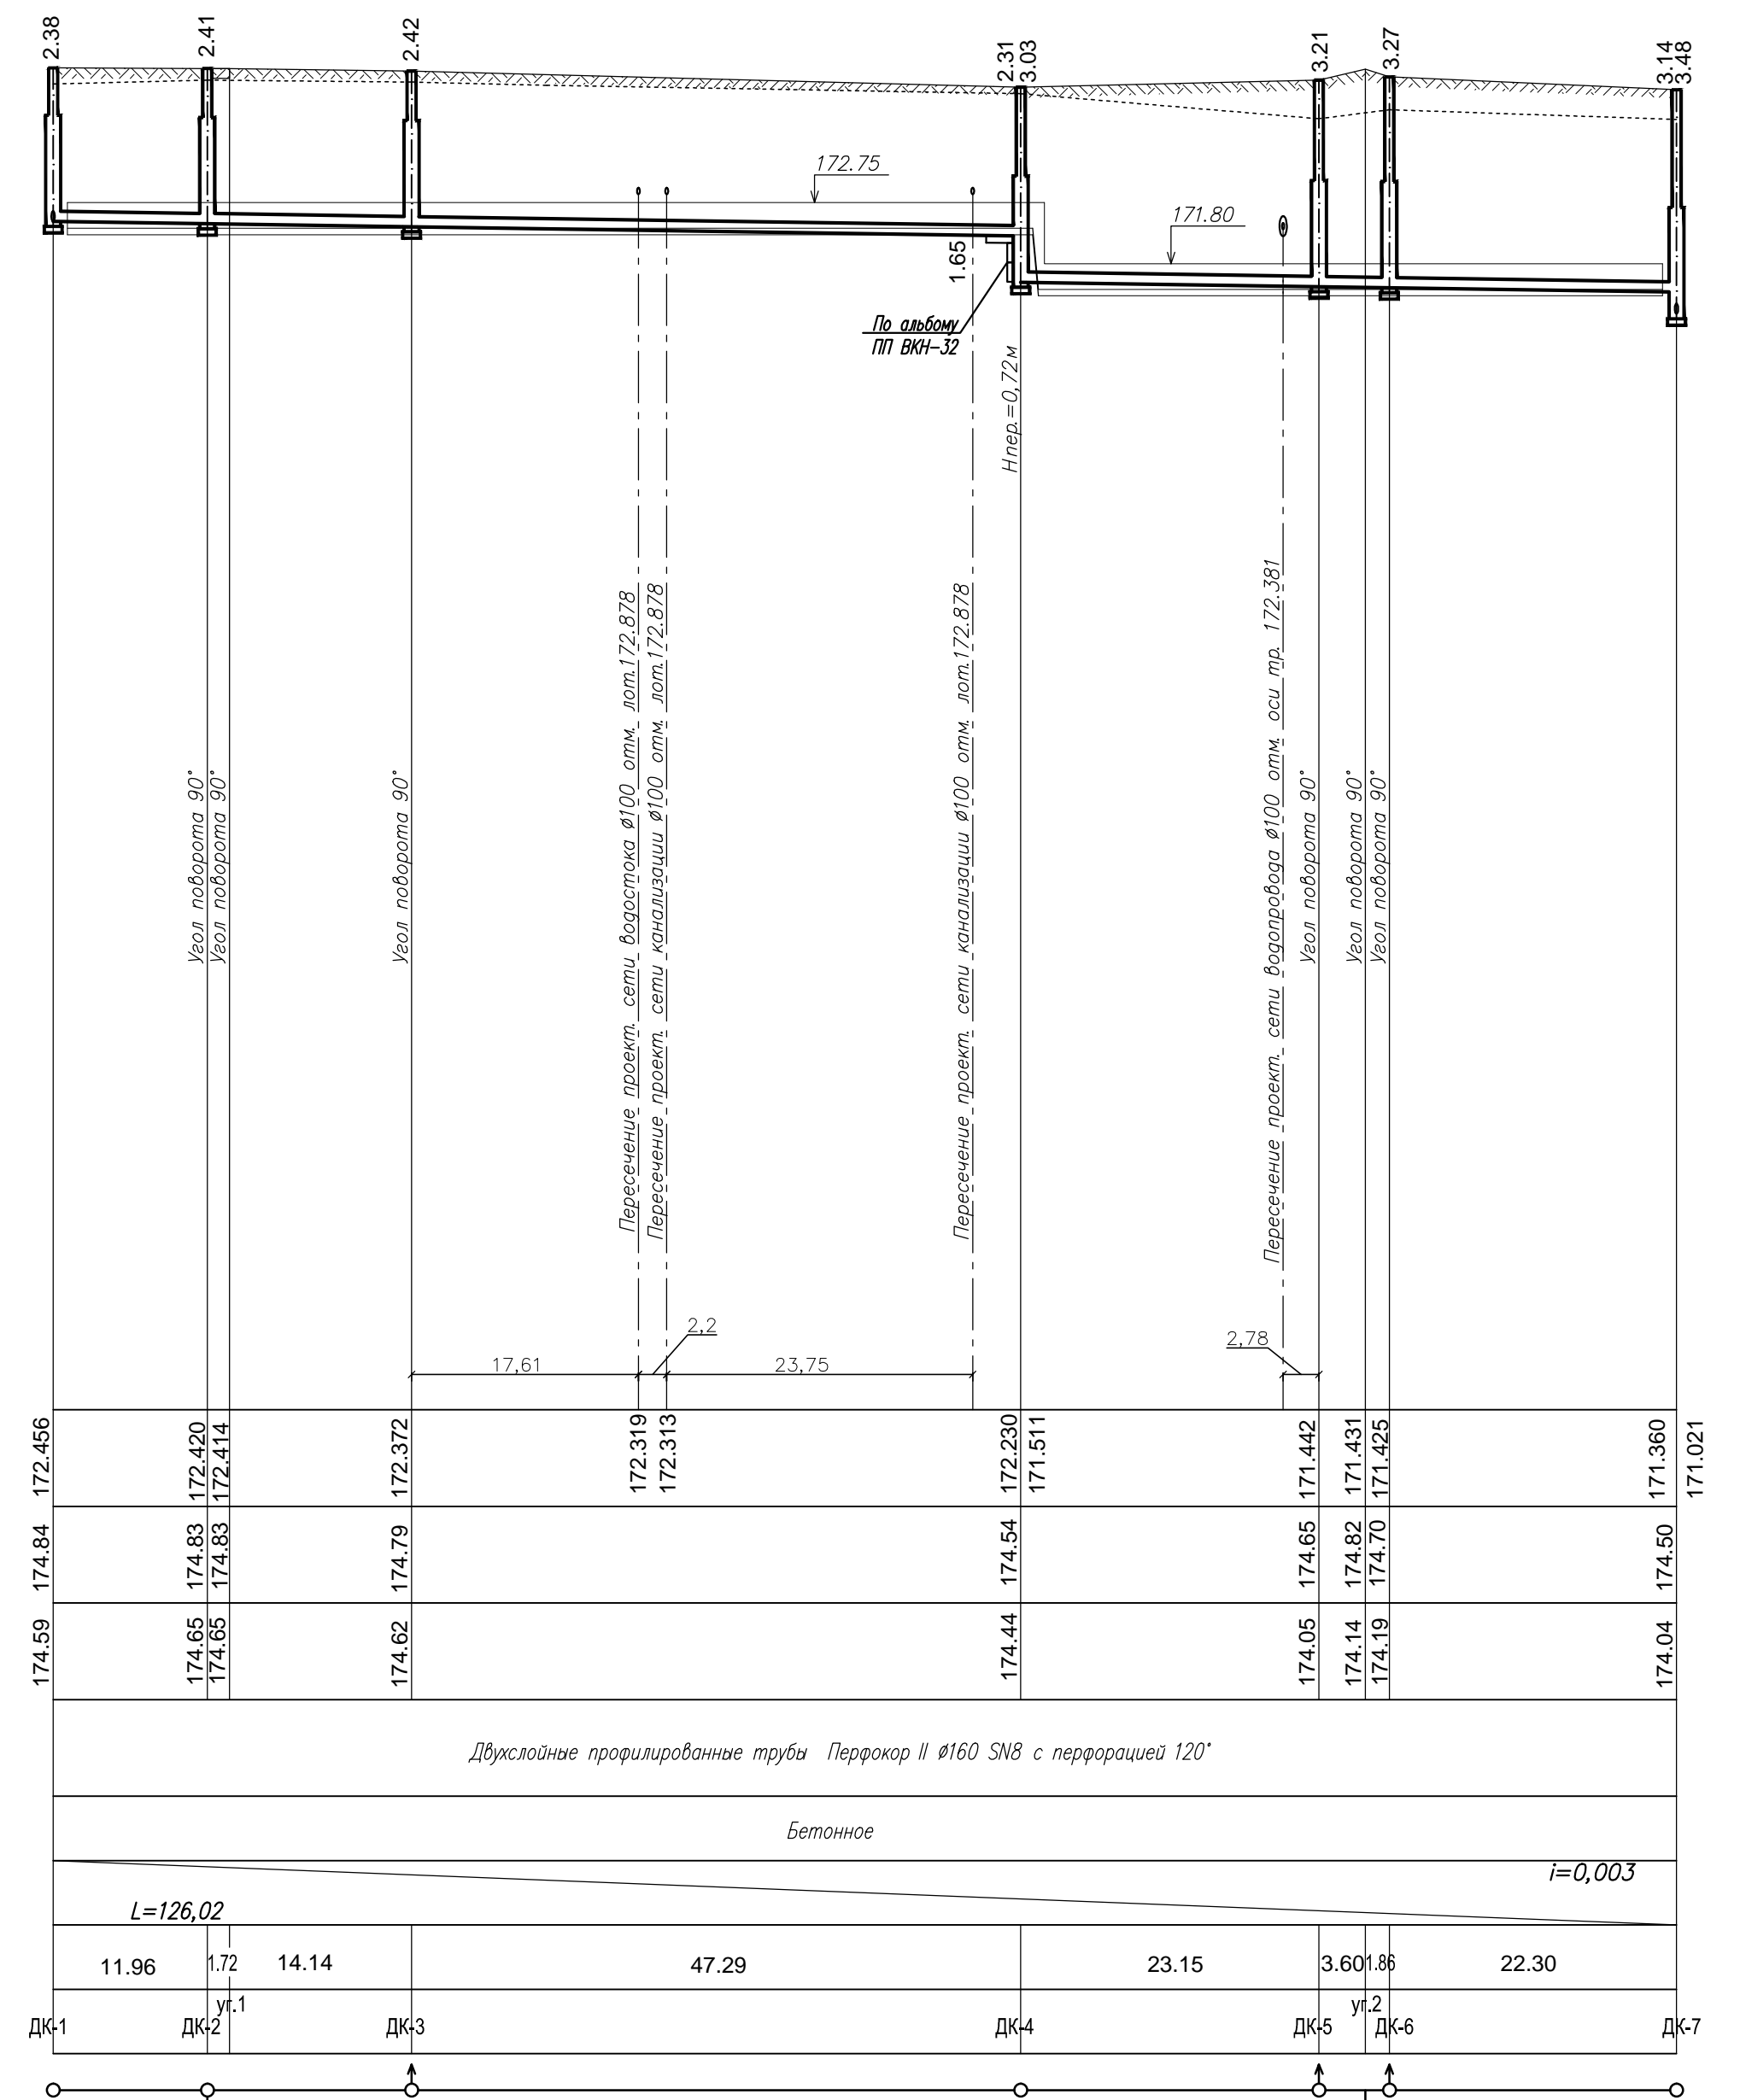 2.38
2.41
2.42
2.31
3.03
3.21
3.27
3.14
3.48
172.75
171.80
1.65
По альбому
ПП ВКН-32
Нпер.=0,72м
Угол поворота 90°
Угол поворота 90°
Угол поворота 90°
Пересечение проект. сети водостока ø100 отм. лот.172.878
Пересечение проект. сети канализации ø100 отм. лот.172.878
Пересечение проект. сети канализации ø100 отм. лот.172.878
Пересечение проект. сети водопровода ø100 отм. оси тр. 172.381
Угол поворота 90°
Угол поворота 90°
Угол поворота 90°
17,61
2,2
23,75
2,78
172.456
172.420
172.414
172.372
172.319
172.313
172.230
171.511
171.442
171.431
171.425
171.360
171.021
174.84
174.83
174.83
174.79
174.54
174.65
174.82
174.70
174.50
174.59
174.65
174.65
174.62
174.44
174.05
174.14
174.19
174.04
Двухслойные профилированные трубы Перфокор II ø160 SN8 с перфорацией 120°
Бетонное
i=0,003
L=126,02
11.96
1.72
14.14
47.29
23.15
3.60
1.86
22.30
уг.1
уг.2
ДК-1
ДК-2
ДК-3
ДК-4
ДК-5
ДК-6
ДК-7